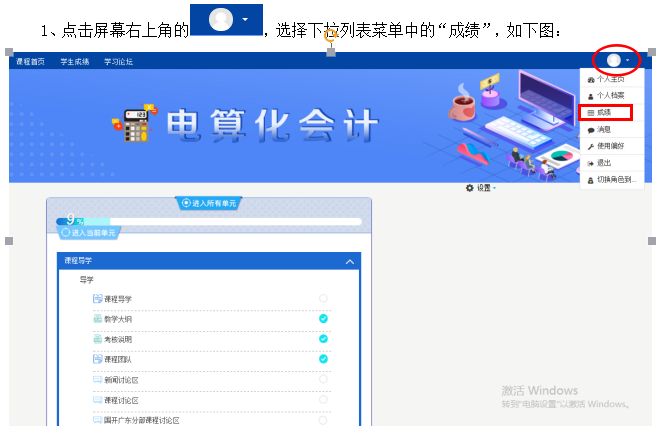 1、点击屏幕右上角的，选择下拉列表菜单中的“成绩”，如下图：
课程首页 学生成绩 学习论坛
电算化会计
个人主页
个人档案
成绩
消息
使用偏好
退出
切换角色到...
设置
进入所有单元
9 %
进入当前单元
课程导学
导学
课程导学
教学大纲
考核说明
课程团队
新闻讨论区
课程讨论区
国开广东分部课程讨论区
激活 Windows
转到“电脑设置”以激活 Windows。